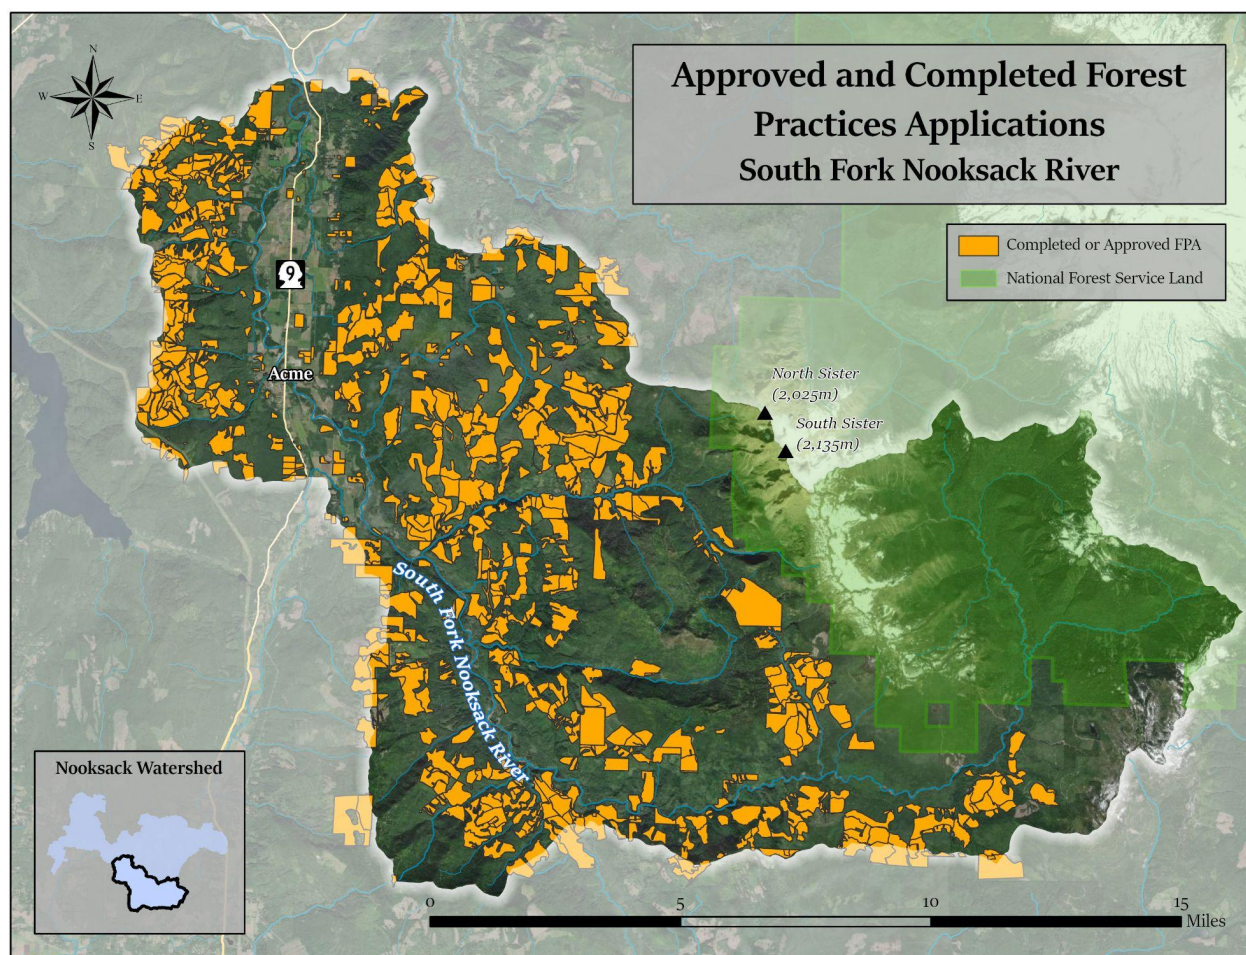 N
W E
S
Approved and Completed Forest
Practices Applications
South Fork Nooksack River
Completed or Approved FPA
National Forest Service Land
9
Acme
North Sister
(2,025m)
South Sister
(2,135m)
South Fork Nooksack River
Nooksack Watershed
0 5 10 15
Miles